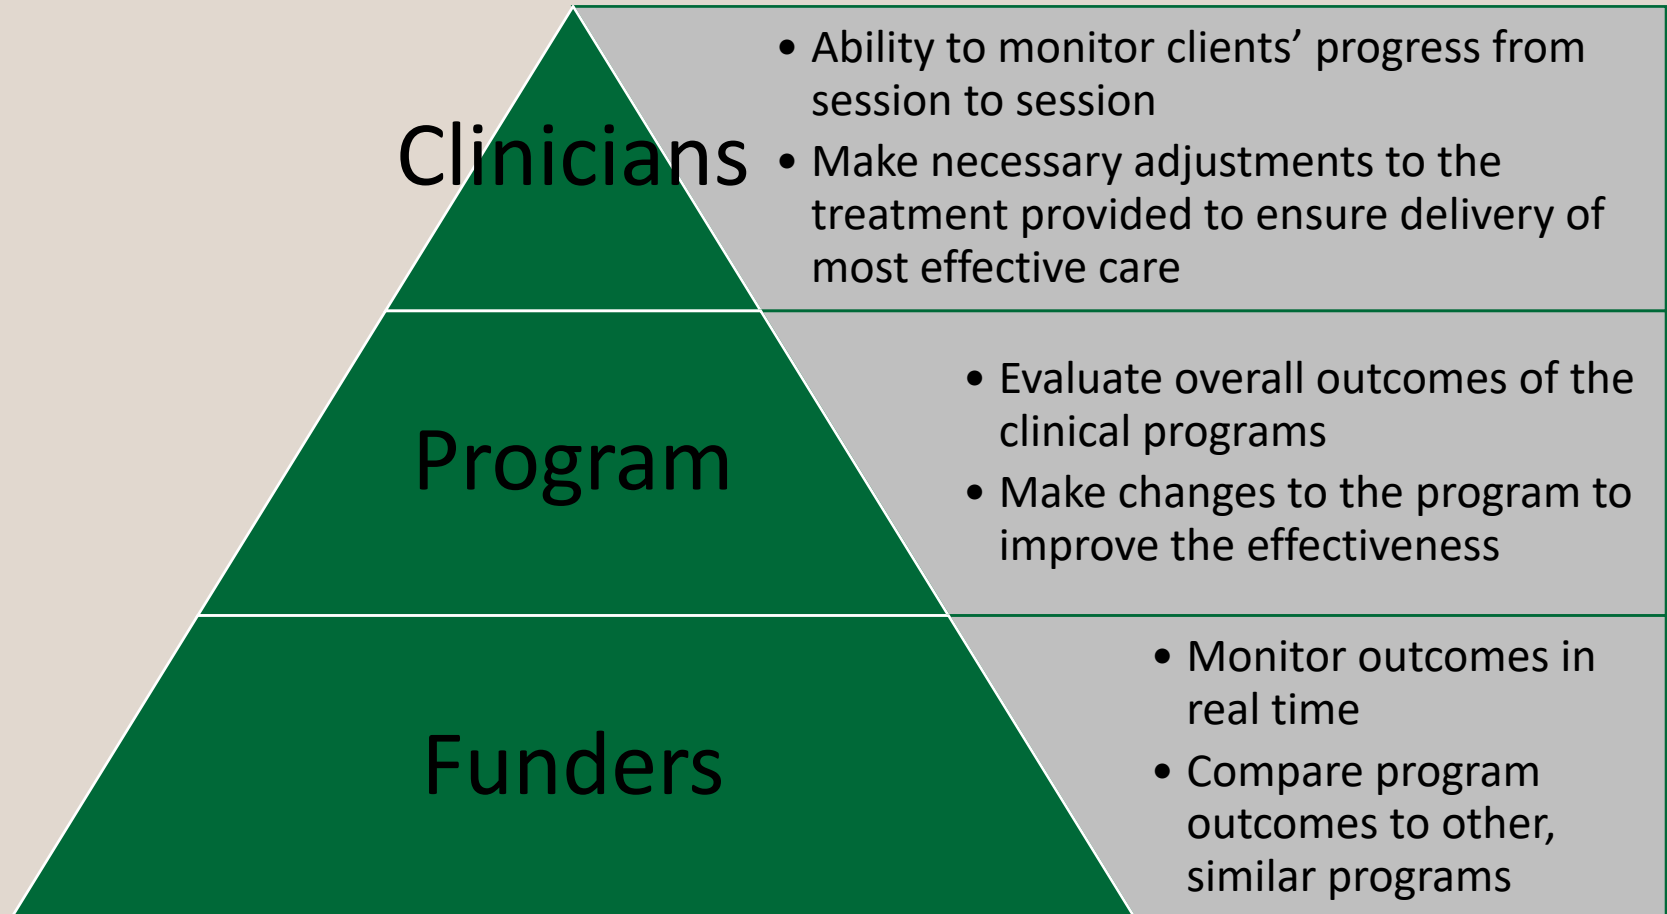 Clinicians
• Ability to monitor clients’ progress from
session to session
• Make necessary adjustments to the
treatment provided to ensure delivery of
most effective care
Program
• Evaluate overall outcomes of the
clinical programs
• Make changes to the program to
improve the effectiveness
Funders
• Monitor outcomes in
real time
• Compare program
outcomes to other,
similar programs